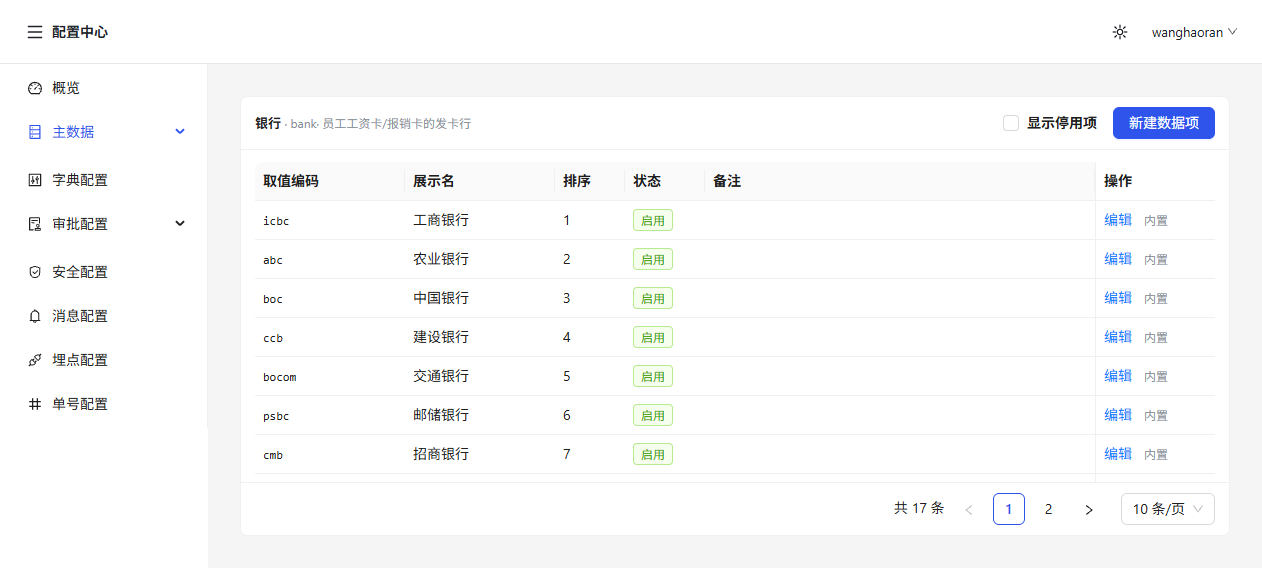 配置中心
wanghaoran
概览
主数据
字典配置
审批配置
安全配置
消息配置
埋点配置
单号配置
银行 · bank· 员工工资卡/报销卡的发卡行
显示停用项
新建数据项
取值编码 展示名 排序 状态 备注 操作
icbc 工商银行 1 启用 编辑 内置
abc 农业银行 2 启用 编辑 内置
boc 中国银行 3 启用 编辑 内置
ccb 建设银行 4 启用 编辑 内置
bocom 交通银行 5 启用 编辑 内置
psbc 邮储银行 6 启用 编辑 内置
cmb 招商银行 7 启用 编辑 内置
共 17 条 < 1 2 > 10 条/页